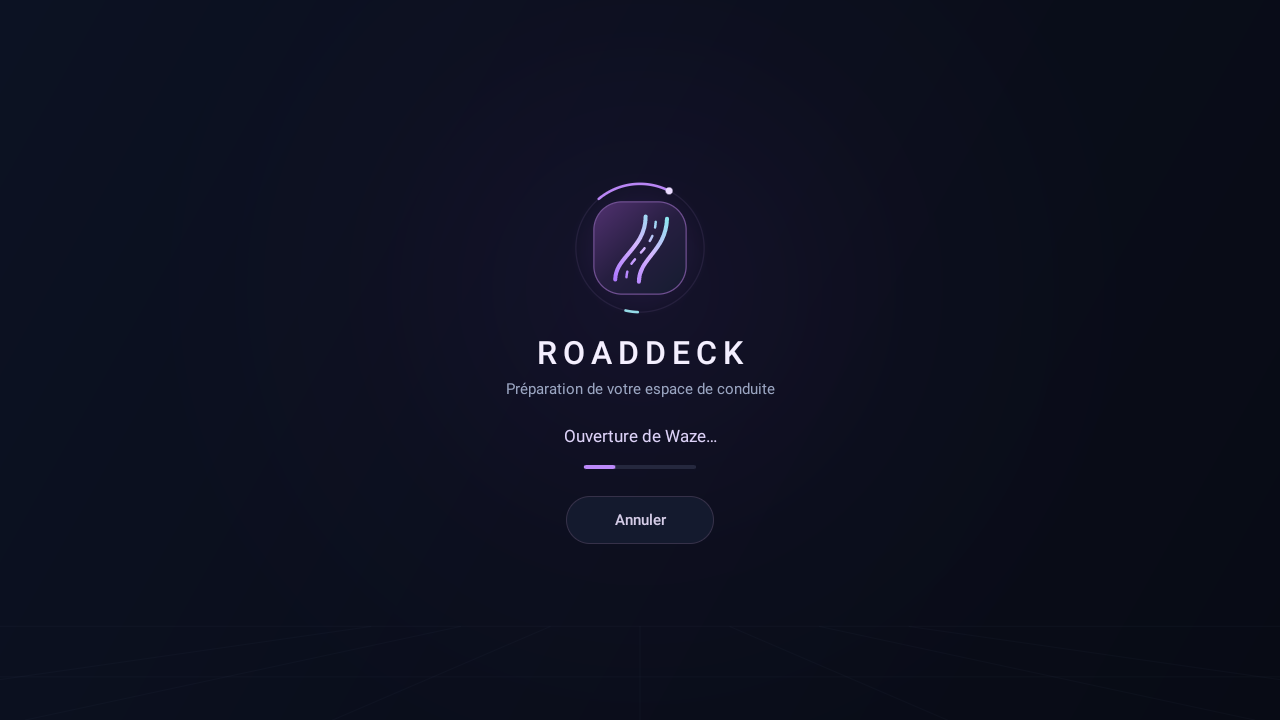 ROADDECK
Préparation de votre espace de conduite
Ouverture de Waze…
Annuler